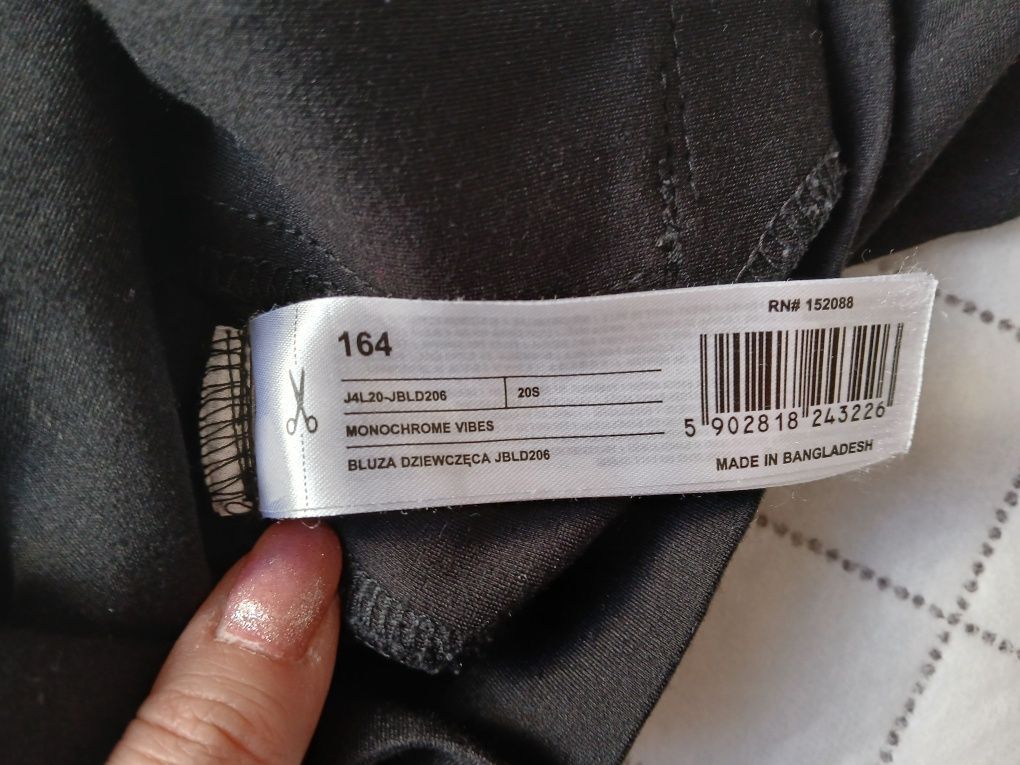 RN# 152088
164
J4L20-JBLD206 20S
MONOCHROME VIBES
BLUZA DZIEWCZĘCA JBLD206
5 902818 243226
MADE IN BANGLADESH